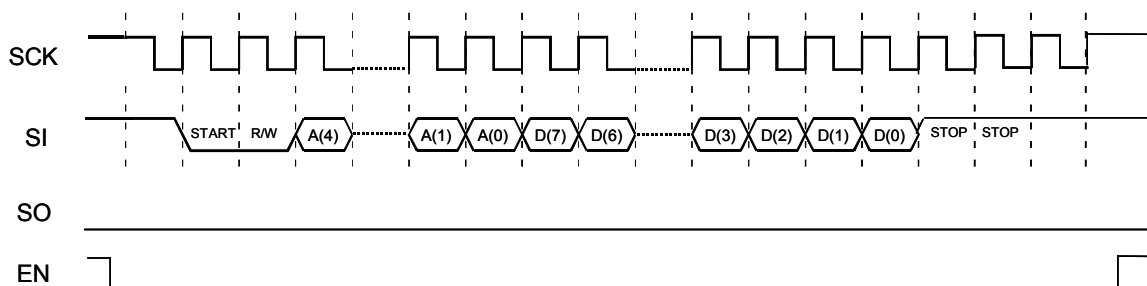 SCK
SI START R/W A(4) A(1) A(0) D(7) D(6) D(3) D(2) D(1) D(0) STOP STOP
SO
EN